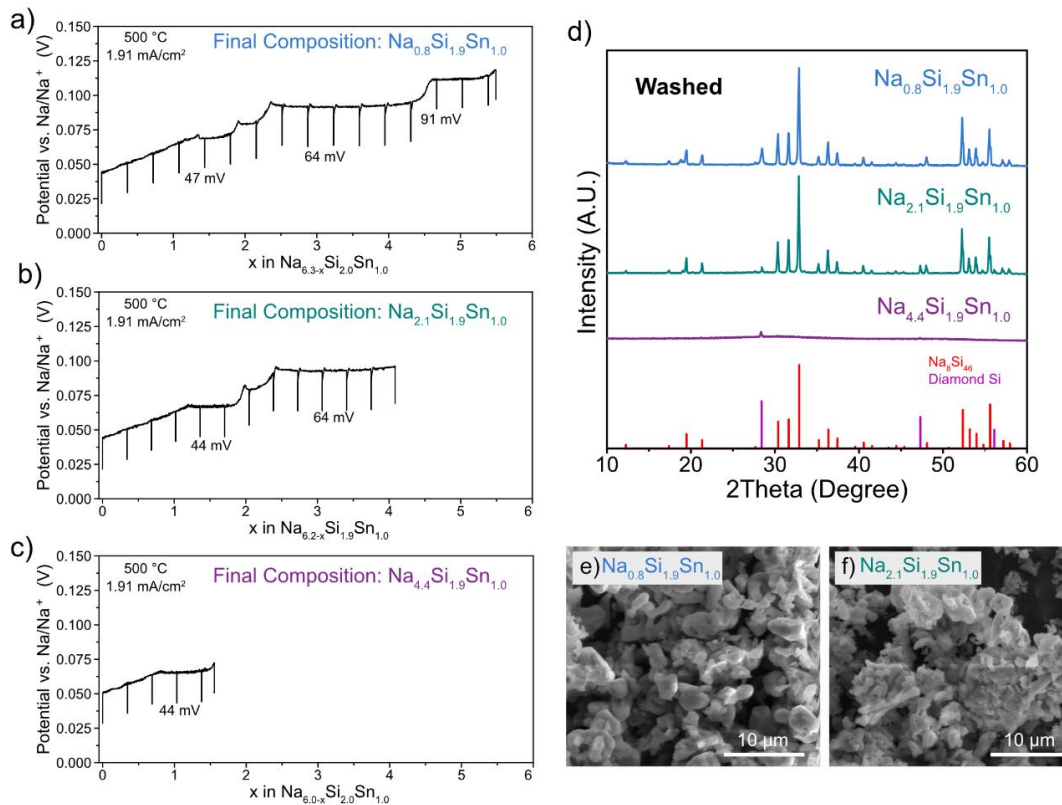 a)
500 °C
1.91 mA/cm²
Final Composition: Na₀.₈Si₁.₉Sn₁.₀
Potential vs. Na/Na⁺ (V)
0.150
0.125
0.100
0.075
0.050
0.025
0.000
47 mV
64 mV
91 mV
0 1 2 3 4 5 6
x in Na₆.₃₋ₓSi₂.₀Sn₁.₀
b)
500 °C
1.91 mA/cm²
Final Composition: Na₂.₁Si₁.₉Sn₁.₀
Potential vs. Na/Na⁺ (V)
0.150
0.125
0.100
0.075
0.050
0.025
0.000
44 mV
64 mV
0 1 2 3 4 5 6
x in Na₆.₂₋ₓSi₁.₉Sn₁.₀
c)
500 °C
1.91 mA/cm²
Final Composition: Na₄.₄Si₁.₉Sn₁.₀
Potential vs. Na/Na⁺ (V)
0.150
0.125
0.100
0.075
0.050
0.025
0.000
44 mV
0 1 2 3 4 5 6
x in Na₆.₀₋ₓSi₂.₀Sn₁.₀
d)
Washed
Na₀.₈Si₁.₉Sn₁.₀
Na₂.₁Si₁.₉Sn₁.₀
Na₄.₄Si₁.₉Sn₁.₀
Na₈Si₄₆
Diamond Si
Intensity (A.U.)
10 20 30 40 50 60
2Theta (Degree)
e) Na₀.₈Si₁.₉Sn₁.₀
10 µm
f) Na₂.₁Si₁.₉Sn₁.₀
10 µm